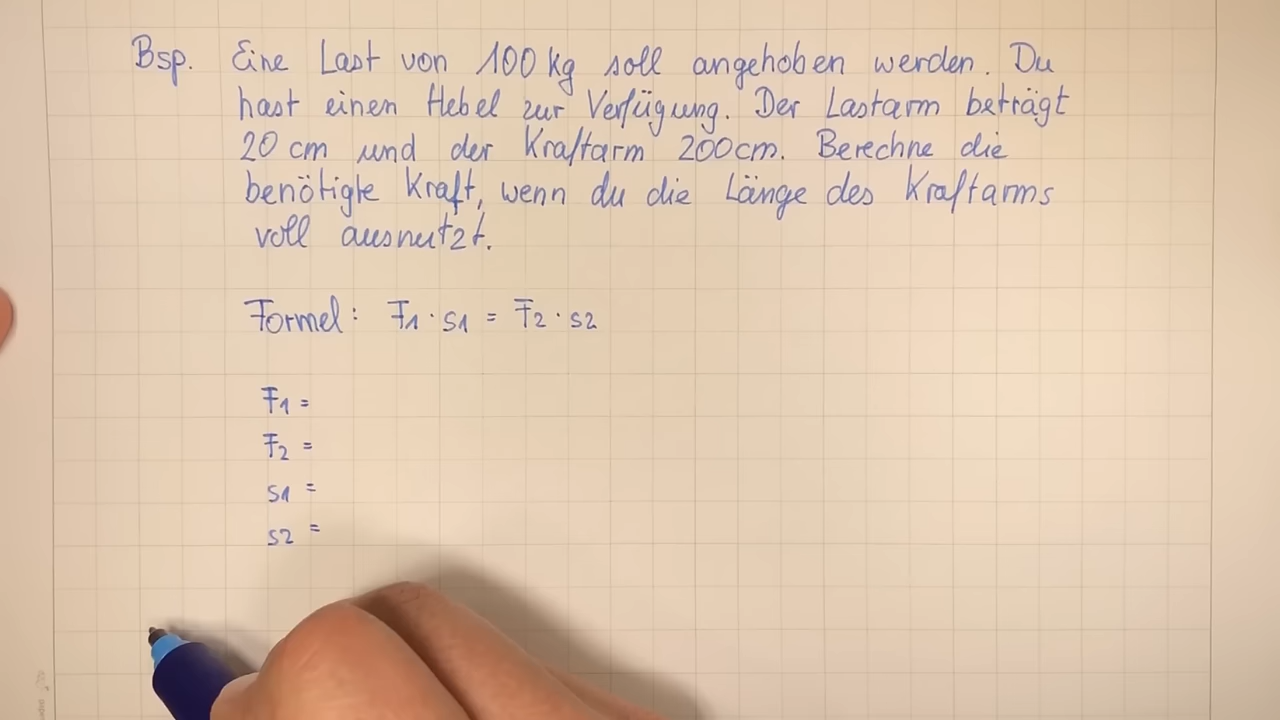 Bsp. Eine Last von 100 kg soll angehoben werden. Du
hast einen Hebel zur Verfügung. Der Lastarm beträgt
20 cm und der Kraftarm 200cm. Berechne die
benötigte Kraft, wenn du die Länge des Kraftarms
voll ausnutzt.
Formel: F1 · s1 = F2 · s2
F1 =
F2 =
s1 =
s2 =